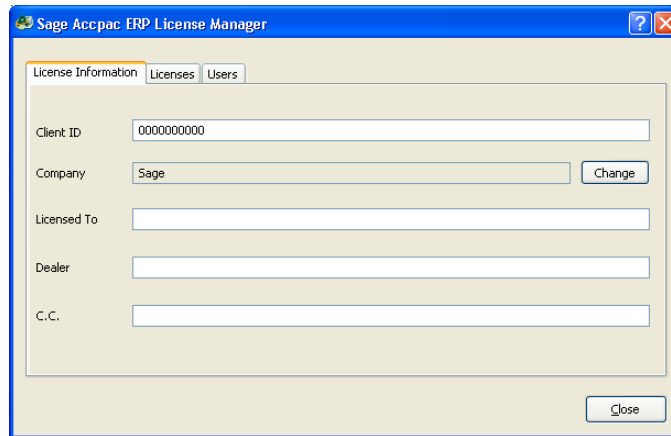 Sage Accpac ERP License Manager
License Information Licenses Users
Client ID 0000000000
Company Sage Change
Licensed To
Dealer
C.C.
Close